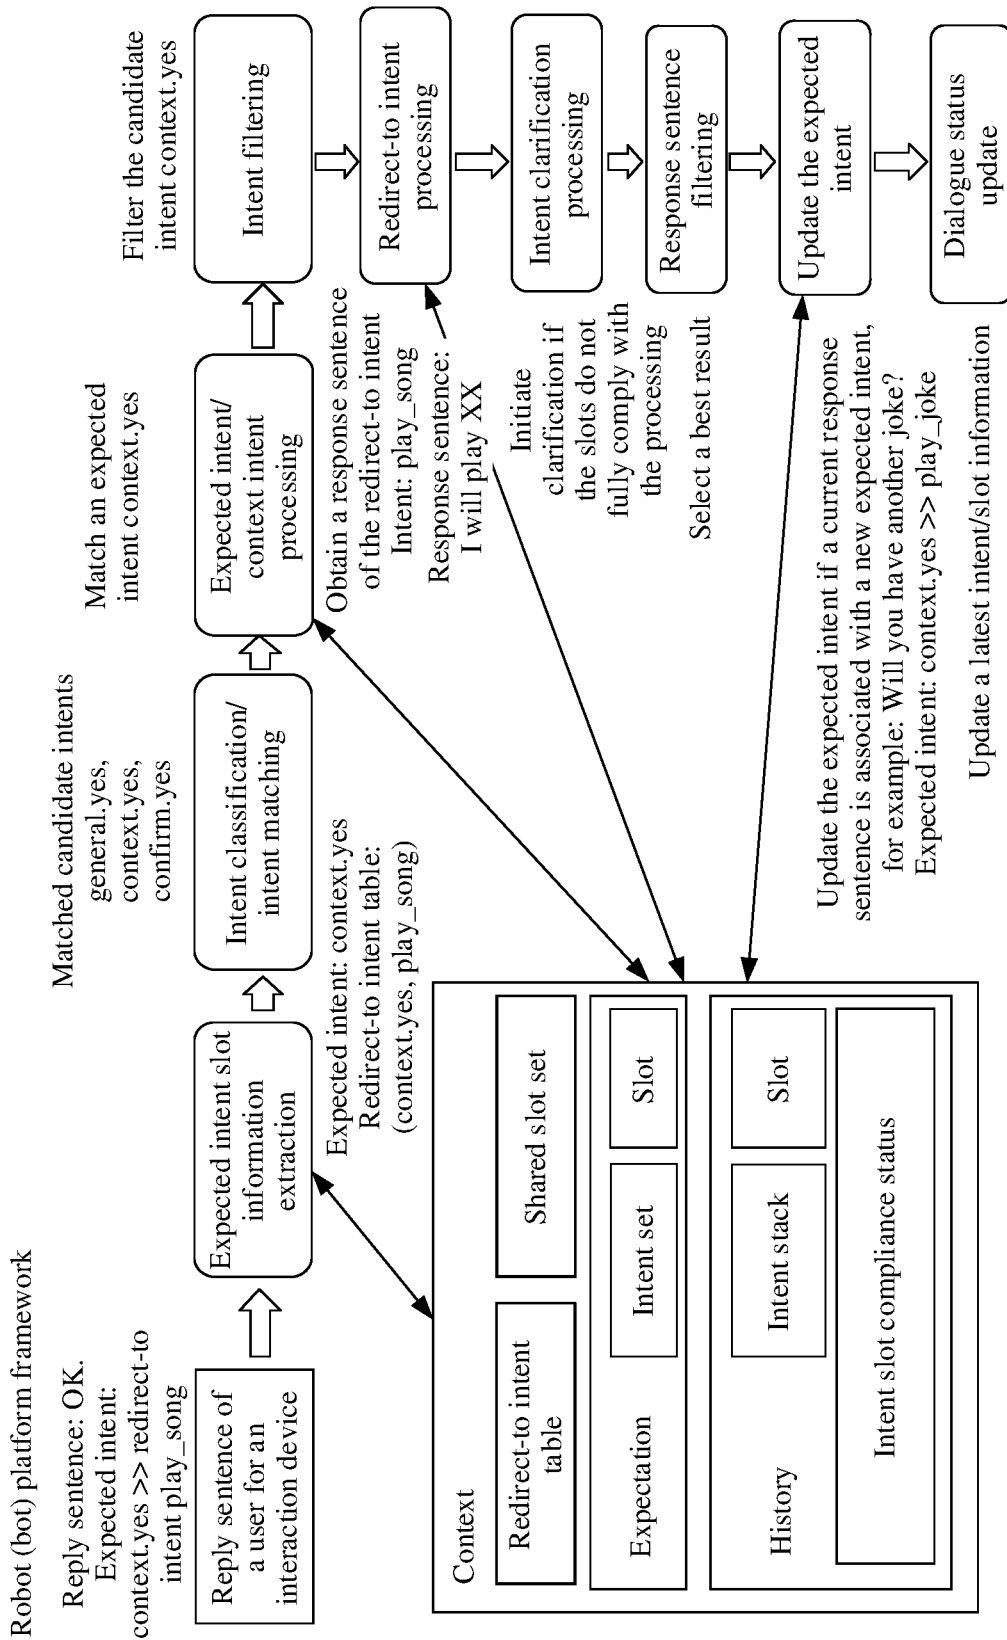 Robot (bot) platform framework
Reply sentence: OK.
Expected intent:
context.yes >> redirect-to
intent play_song
Reply sentence of
a user for an
interaction device
Expected intent slot
information
extraction
Expected intent: context.yes
Redirect-to intent table:
(context.yes, play_song)
Matched candidate intents
general.yes,
context.yes,
confirm.yes
Intent classification/
intent matching
Match an expected
intent context.yes
Expected intent/
context intent
processing
Filter the candidate
intent context.yes
Intent filtering
Obtain a response sentence
of the redirect-to intent
Intent: play_song
Response sentence:
I will play XX
Redirect-to intent
processing
Initiate
clarification if
the slots do not
fully comply with
the processing
Intent clarification
processing
Select a best result
Response sentence
filtering
Update the expected intent if a current response
sentence is associated with a new expected intent,
for example: Will you have another joke?
Expected intent: context.yes >> play_joke
Update the expected
intent
Update a latest intent/slot information
Dialogue status
update
Context
Redirect-to intent
table
Shared slot set
Expectation
Intent set
Slot
History
Intent stack
Slot
Intent slot compliance status